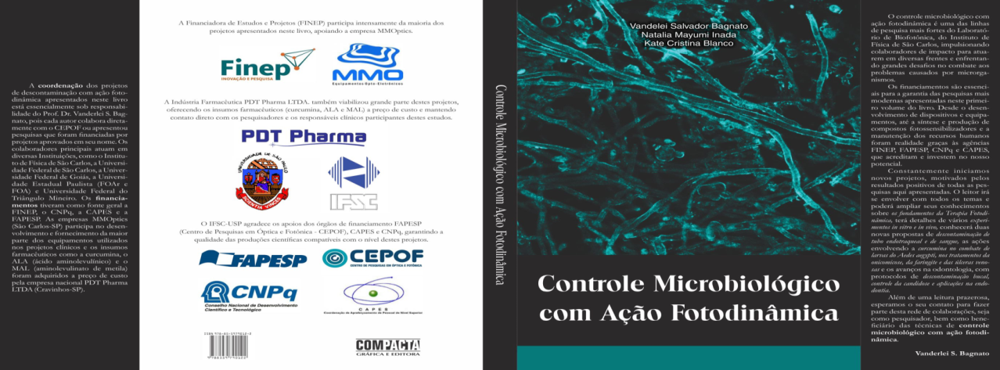 A coordenação dos projetos
de descontaminação com ação foto-
dinâmica apresentados neste livro
está essencialmente sob responsabi-
lidade do Prof. Dr. Vanderlei S. Bag-
nato, pois cada autor colabora direta-
mente com o CEPOF ou apresentou
pesquisas que foram financiadas por
projetos aprovados em seu nome. Os
colaboradores principais atuam em
diversas Instituições, como o Institu-
to de Física de São Carlos, a Universi-
dade Federal de São Carlos, a Univer-
sidade Federal de Goiás, a Universi-
dade Estadual Paulista (FOAr e
FOA) e Universidade Federal do
Triângulo Mineiro. Os financia-
mentos tiveram como fonte geral a
FINEP, o CNPq, a CAPES e a
FAPESP. As empresas MMOptics
(São Carlos-SP) participa no desen-
volvimento e fornecimento da maior
parte dos equipamentos utilizados
nos projetos clínicos e os insumos
farmacêuticos como a curcumina, o
ALA (ácido aminolevulínico) e o
MAL (aminolevulinato de metila)
foram adquiridos a preço de custo
pela empresa nacional PDT Pharma
LTDA (Cravinhos-SP).
A Financiadora de Estudos e Projetos (FINEP) participa intensamente da maioria dos
projetos apresentados neste livro, apoiando a empresa MMOptics.
Finep
INOVAÇÃO E PESQUISA
MMO
Equipamentos Opto-Eletrônicos
A Indústria Farmacêutica PDT Pharma LTDA. também viabilizou grande parte destes projetos,
oferecendo os insumos farmacêuticos (curcumina, ALA e MAL) a preço de custo e mantendo
contato direto com os pesquisadores e os responsáveis clínicos participantes destes estudos.
PDT Pharma
UNIVERSIDADE DE SÃO PAULO
SCIENTIA VINCES
IFSC
O IFSC-USP agradece os apoios dos órgãos de financiamento FAPESP
(Centro de Pesquisas em Óptica e Fotônica - CEPOF), CAPES e CNPq, garantindo a
qualidade das produções científicas compatíveis com o nível destes projetos.
FAPESP
CEPOF
CENTRO DE PESQUISAS EM ÓPTICA E FOTÔNICA
CNPq
Conselho Nacional de Desenvolvimento
Científico e Tecnológico
CAPES
Coordenação de Aperfeiçoamento de Pessoal de Nível Superior
COMPACTA
GRÁFICA E EDITORA
Controle Microbiológico com Ação Fotodinâmica
Vandelei Salvador Bagnato
Natalia Mayumi Inada
Kate Cristina Blanco
Controle Microbiológico
com Ação Fotodinâmica
O controle microbiológico com
ação fotodinâmica é uma das linhas
de pesquisa mais fortes do Laborató-
rio de Biofotônica, do Instituto de
Física de São Carlos, impulsionando
colaboradores de impacto para atua-
rem em diversas frentes e enfrentan-
do grandes desafios no combate aos
problemas causados por microrga-
nismos.
Os financiamentos são essenci-
ais para a garantia das pesquisas mais
modernas apresentadas neste primei-
ro volume do livro. Desde o desen-
volvimento de dispositivos e equipa-
mentos, até a síntese e produção de
compostos fotossensibilizadores e a
manutenção dos recursos humanos
foram realidade graças às agências
FINEP, FAPESP, CNPq e CAPES,
que acreditam e investem no nosso
potencial.
Constantemente iniciamos
novos projetos, motivados pelos
resultados positivos de todas as pes-
quisas aqui apresentadas. O leitor irá
se envolver com todos os temas e
poderá ampliar seus conhecimentos
sobre os fundamentos da Terapia Fotodi-
nâmica, terá detalhes de vários experi-
mentos in vitro e in vivo, conhecerá duas
novas propostas de descontaminação de
tubo endotraqueal e de sangue, as ações
envolvendo a curcumina no combate de
larvas do Aedes aegypti, nos tratamentos da
onicomicose, da faringite e das úlceras veno-
sas e os avanços na odontologia, com
protocolos de descontaminação bucal,
controle da candidose e aplicações na endo-
dontia.
Além de uma leitura prazerosa,
esperamos o seu contato para fazer
parte desta rede de colaborações, seja
como pesquisador, bem como bene-
ficiário das técnicas de controle
microbiológico com ação fotodi-
nâmica.
Vanderlei S. Bagnato